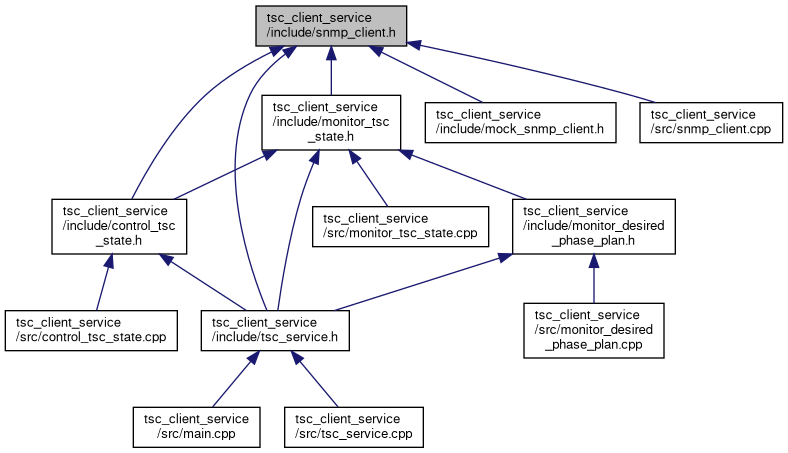 tsc_client_service
/include/snmp_client.h
tsc_client_service
/include/monitor_tsc
_state.h
tsc_client_service
/include/mock_snmp_client.h
tsc_client_service
/src/snmp_client.cpp
tsc_client_service
/include/control_tsc
_state.h
tsc_client_service
/src/monitor_tsc_state.cpp
tsc_client_service
/include/monitor_desired
_phase_plan.h
tsc_client_service
/src/control_tsc_state.cpp
tsc_client_service
/include/tsc_service.h
tsc_client_service
/src/monitor_desired
_phase_plan.cpp
tsc_client_service
/src/main.cpp
tsc_client_service
/src/tsc_service.cpp